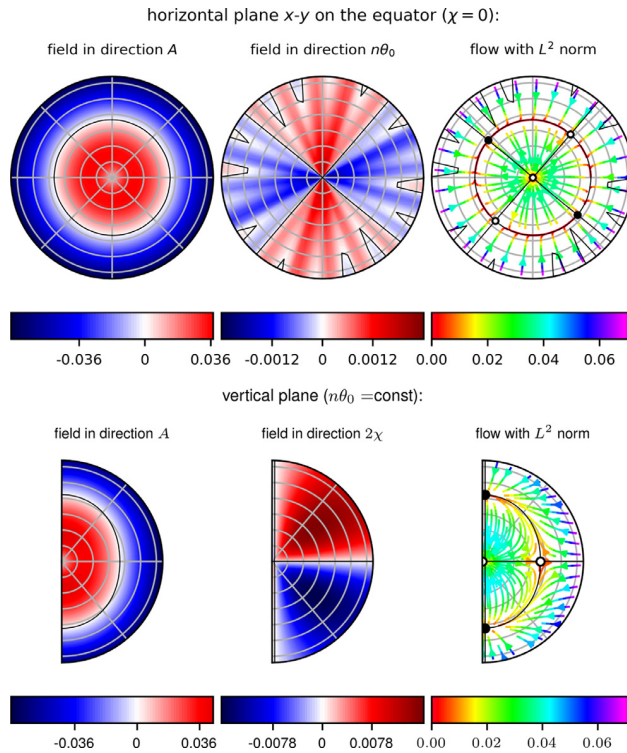 horizontal plane x-y on the equator (χ = 0):
field in direction A
field in direction nθ₀
flow with L² norm
-0.036 0 0.036
-0.0012 0 0.0012
0.00 0.02 0.04 0.06
vertical plane (nθ₀ =const):
field in direction A
field in direction 2χ
flow with L² norm
-0.036 0 0.036
-0.0078 0 0.0078
0.00 0.02 0.04 0.06